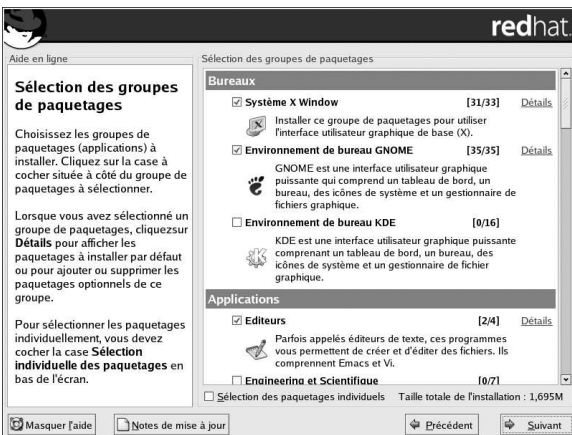 redhat.
Aide en ligne
Sélection des groupes
de paquetages
Choisissez les groupes de
paquetages (applications) à
installer. Cliquez sur la case à
cocher située à côté du groupe de
paquetages à sélectionner.
Lorsque vous avez sélectionné un
groupe de paquetages, cliquezsur
Détails pour afficher les
paquetages à installer par défaut
ou pour ajouter ou supprimer les
paquetages optionnels de ce
groupe.
Pour sélectionner les paquetages
individuellement, vous devez
cocher la case Sélection
individuelle des paquetages en
bas de l'écran.
Sélection des groupes de paquetages
Bureaux
Système X Window [31/33] Détails
Installer ce groupe de paquetages pour utiliser
l'interface utilisateur graphique de base (X).
Environnement de bureau GNOME [35/35] Détails
GNOME est une interface utilisateur graphique
puissante qui comprend un tableau de bord, un
bureau, des icônes de système et un gestionnaire de
fichiers graphique.
Environnement de bureau KDE [0/16]
KDE est une interface utilisateur graphique puissante
comprenant un tableau de bord, un bureau, des
icônes de système et un gestionnaire de fichier
graphique.
Applications
Editeurs [2/4] Détails
Parfois appelés éditeurs de texte, ces programmes
vous permettent de créer et d'éditer des fichiers. Ils
comprennent Emacs et Vi.
Engineering et Scientifique [0/7]
Sélection des paquetages individuels Taille totale de l'installation : 1,695M
Masquer l'aide Notes de mise à jour Précédent Suivant